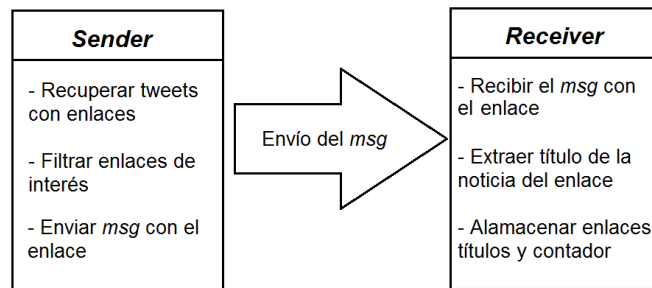 Sender
- Recuperar tweets
con enlaces
- Filtrar enlaces de
interés
- Enviar msg con el
enlace
Envío del msg
Receiver
- Recibir el msg con
el enlace
- Extraer título de la
noticia del enlace
- Alamacenar enlaces
títulos y contador